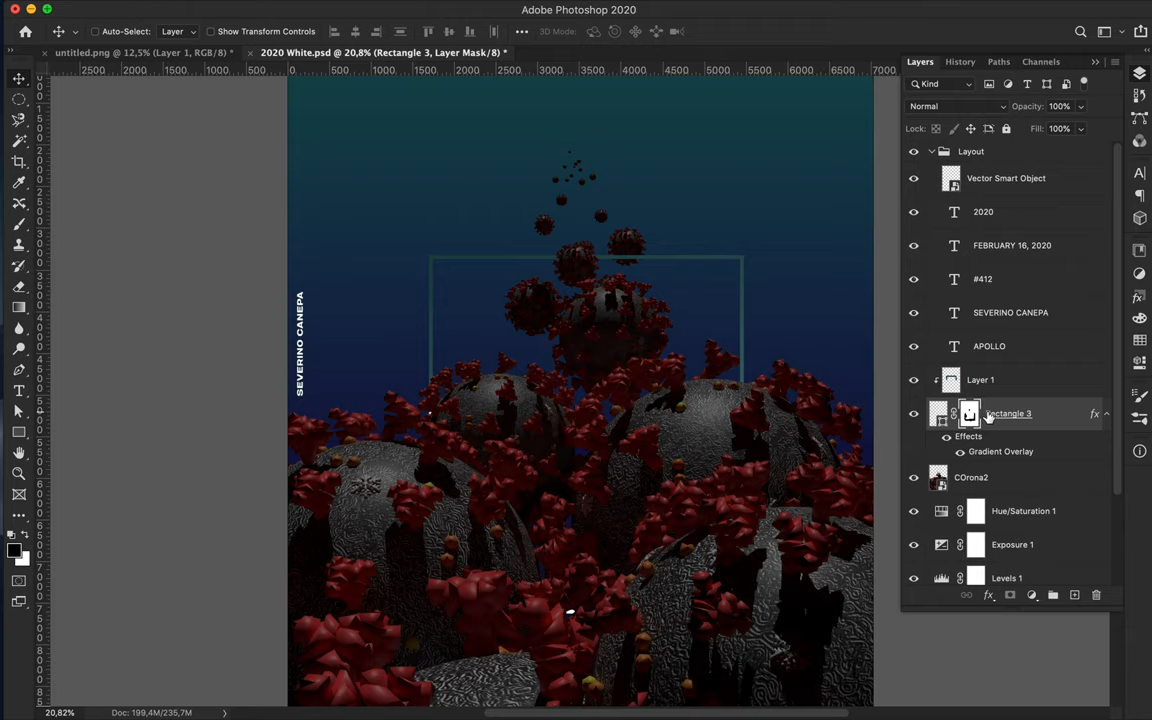 Adobe Photoshop 2020
Auto-Select: Layer Show Transform Controls 3D Mode:
untitled.png @ 12,5% (Layer 1, RGB/8) * 2020 White.psd @ 20,8% (Rectangle 3, Layer Mask/8) *
2500 2000 1500 1000 500 0 500 1000 1500 2000 2500 3000 3500 4000 4500 5000 5500 6000 6500 7000
Layers History Paths Channels
Kind
Normal Opacity: 100%
Lock: Fill: 100%
Layout
Vector Smart Object
2020
FEBRUARY 16, 2020
#412
SEVERINO CANEPA
APOLLO
Layer 1
Rectangle 3 fx
Effects
Gradient Overlay
COrona2
Hue/Saturation 1
Exposure 1
Levels 1
SEVERINO CANEPA
20,82% Doc: 199,4M/235,7M